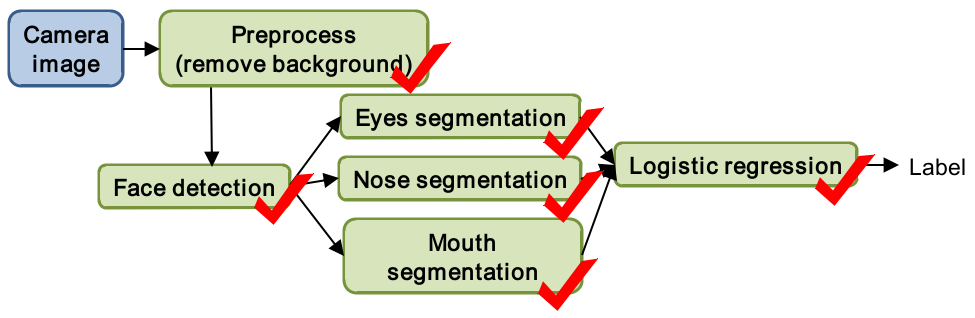 Camera
image
Preprocess
(remove background)
Eyes segmentation
Face detection
Nose segmentation
Logistic regression
Label
Mouth
segmentation